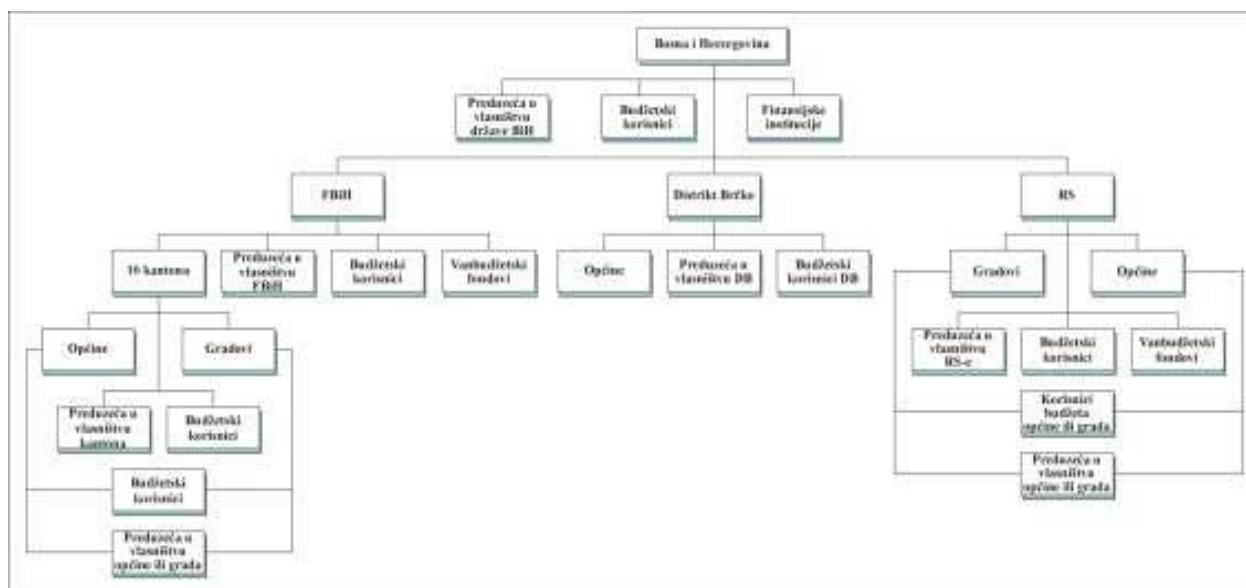 Bosna i Herzegovina
Preduzeća u
vlasništvu
države BiH
Budžetski
korisnici
Finansijske
institucije
FBiH
Distrikt Brčko
RS
10 kantona
Preduzeća u
vlasništvu
FBiH
Budžetski
korisnici
Vanbudžetski
fondovi
Općine
Preduzeća u
vlasništvu DB
Budžetski
korisnici DB
Gradovi
Općine
Općine
Gradovi
Preduzeća u
vlasništvu
RS-e
Budžetski
korisnici
Vanbudžetski
fondovi
Preduzeća u
vlasništvu
kantona
Budžetski
korisnici
Korisnici
budžeta
općine ili grada
Budžetski
korisnici
Preduzeća u
vlasništvu
općine ili grada
Preduzeća u
vlasništvu
općine ili grada